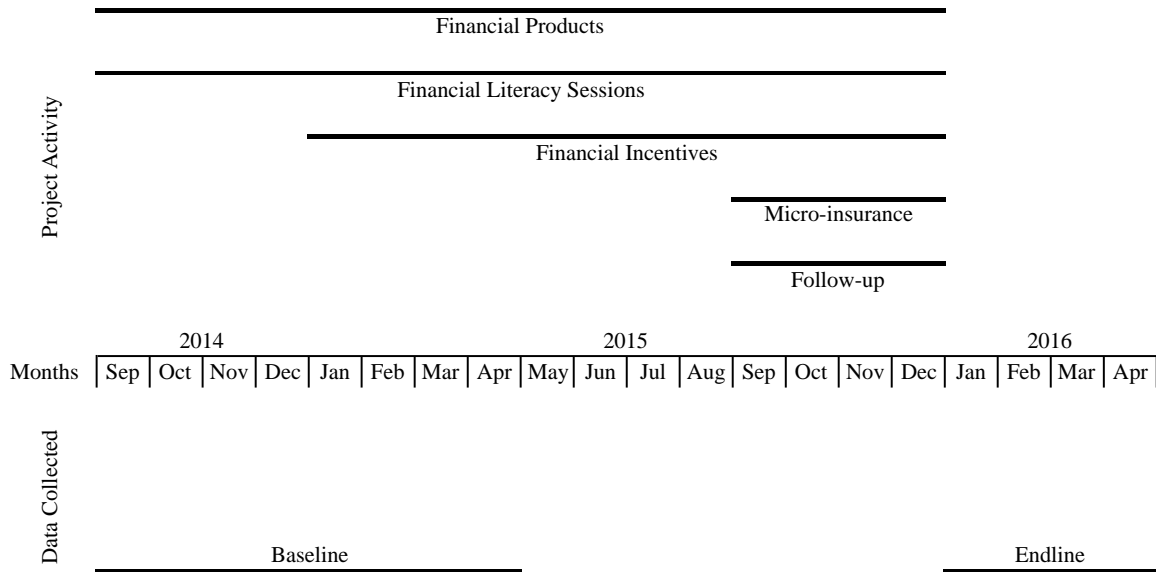 Financial Products
Financial Literacy Sessions
Financial Incentives
Micro-insurance
Follow-up
Project Activity
2014 2015 2016
Months Sep Oct Nov Dec Jan Feb Mar Apr May Jun Jul Aug Sep Oct Nov Dec Jan Feb Mar Apr
Data Collected
Baseline Endline